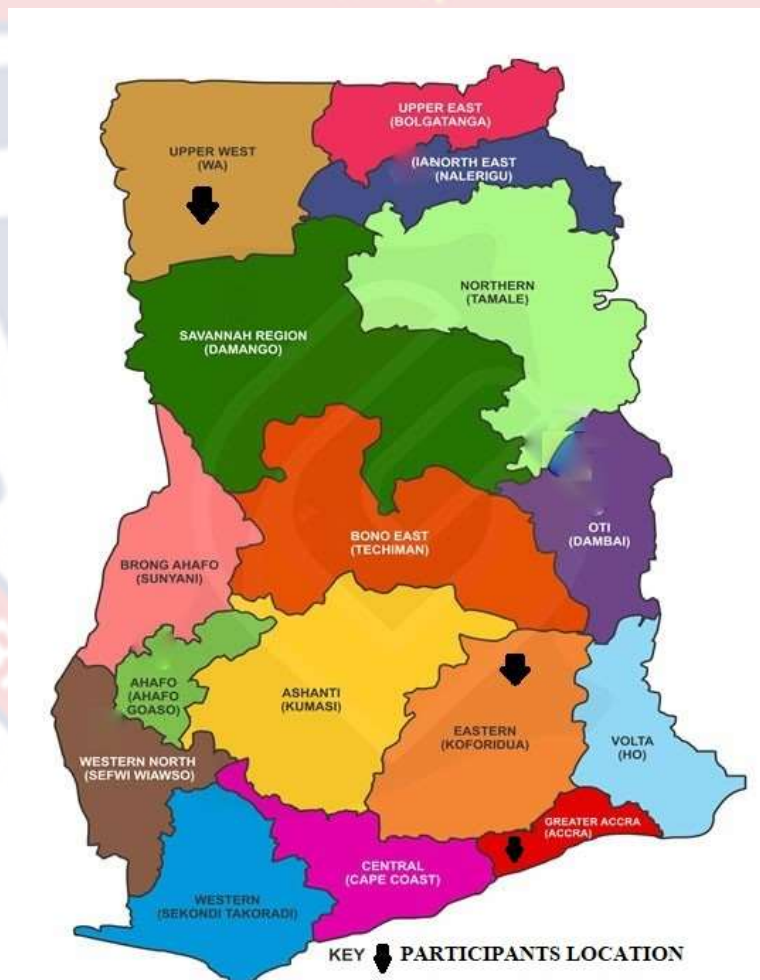 UPPER EAST
(BOLGATANGA)
UPPER WEST
(WA)
(IANORTH EAST
(NALERIGU)
NORTHERN
(TAMALE)
SAVANNAH REGION
(DAMANGO)
OTI
(DAMBAI)
BONO EAST
(TECHIMAN)
BRONG AHAFO
(SUNYANI)
AHAFO
(AHAFO
GOASO)
ASHANTI
(KUMASI)
EASTERN
(KOFORIDUA)
VOLTA
(HO)
WESTERN NORTH
(SEFWI WIAWSO)
GREATER ACCRA
(ACCRA)
CENTRAL
(CAPE COAST)
WESTERN
(SEKONDI TAKORADI)
KEY PARTICIPANTS LOCATION